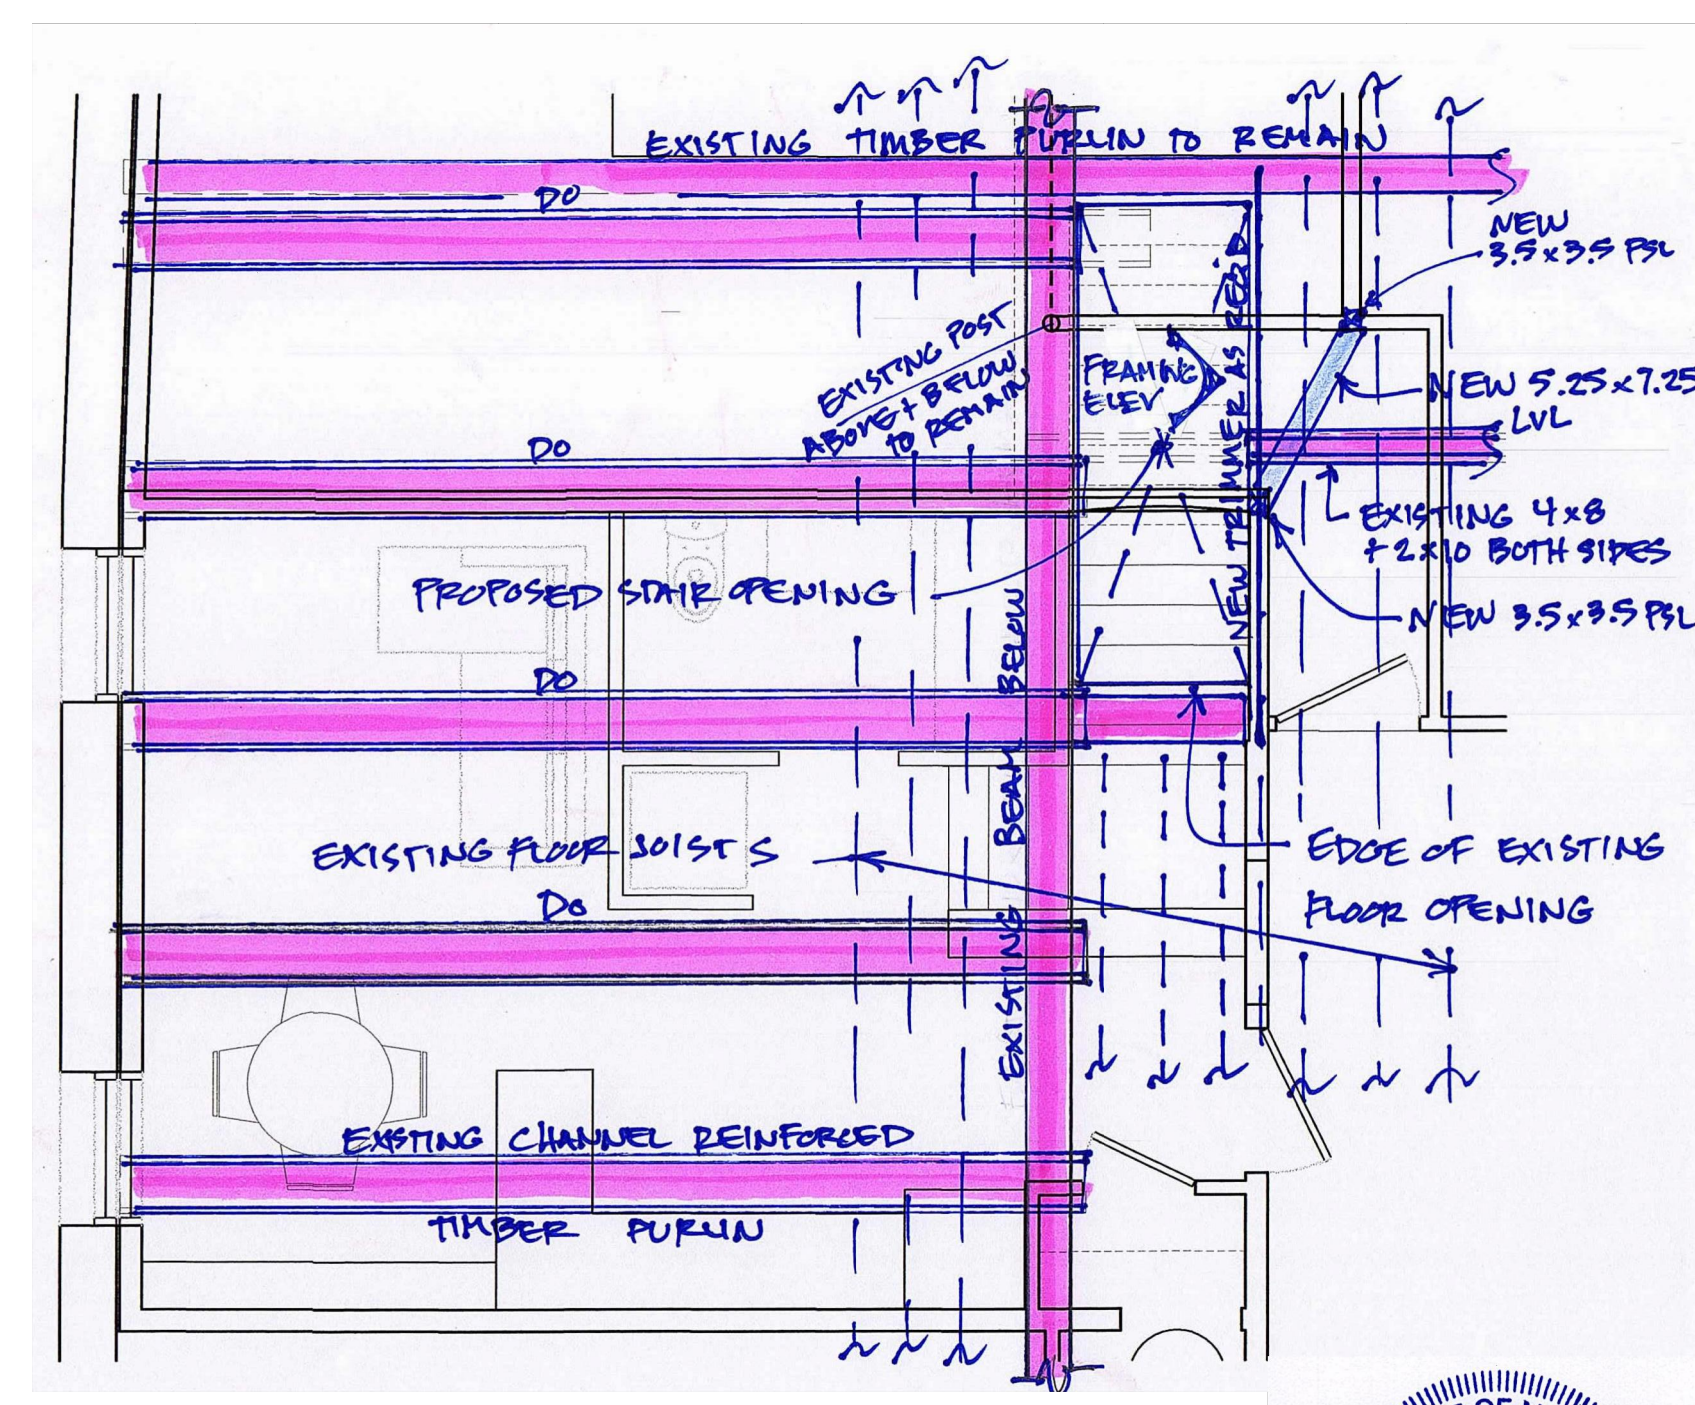 EXISTING TIMBER PURLIN TO REMAIN
DO
NEW
3.5x3.5 PSL
EXISTING POST
ABOVE + BELOW
TO REMAIN
FRAMING
ELEV
NEW TRIMMER AS REQD
NEW 5.25x7.25
LVL
DO
EXISTING 4x8
+ 2x10 BOTH SIDES
PROPOSED STAIR OPENING
NEW 3.5x3.5 PSL
DO
EXISTING BEAM BELOW
EXISTING FLOOR JOISTS
EDGE OF EXISTING
FLOOR OPENING
DO
EXISTING CHANNEL REINFORCED
TIMBER PURLIN